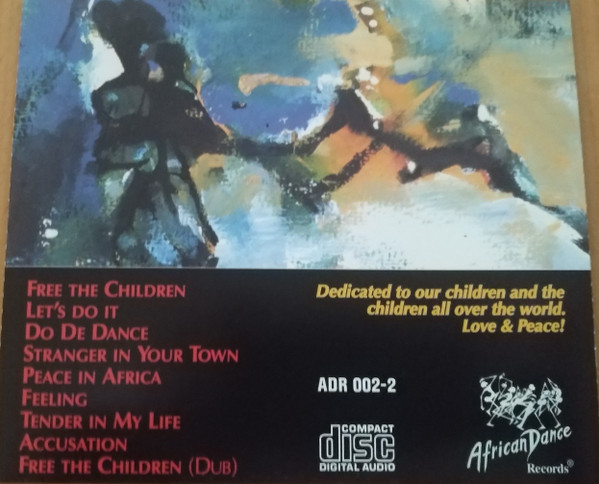 FREE THE CHILDREN
LET'S DO IT
DO DE DANCE
STRANGER IN YOUR TOWN
PEACE IN AFRICA
FEELING
TENDER IN MY LIFE
ACCUSATION
FREE THE CHILDREN (DUB)
Dedicated to our children and the
children all over the world.
Love & Peace!
ADR 002-2
COMPACT
disc
DIGITAL AUDIO
African Dance
Records®